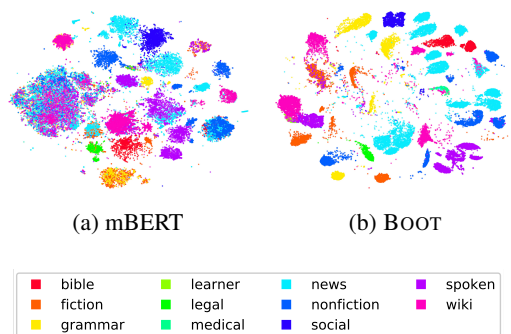 (a) mBERT (b) BOOT
bible learner news spoken
fiction legal nonfiction wiki
grammar medical social